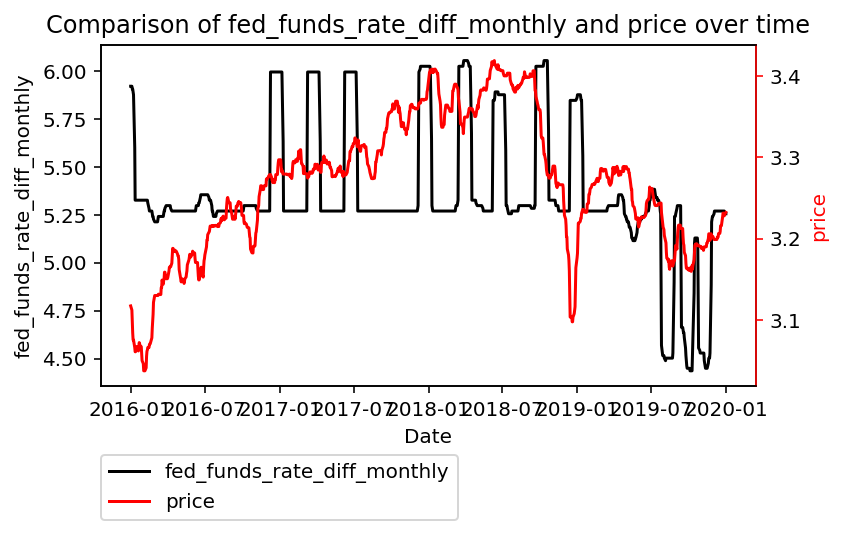 Comparison of fed_funds_rate_diff_monthly and price over time
fed_funds_rate_diff_monthly
6.00
5.75
5.50
5.25
5.00
4.75
4.50
3.4
3.3
3.2
3.1
price
2016-01 2016-07 2017-01 2017-07 2018-01 2018-07 2019-01 2019-07 2020-01
Date
fed_funds_rate_diff_monthly
price